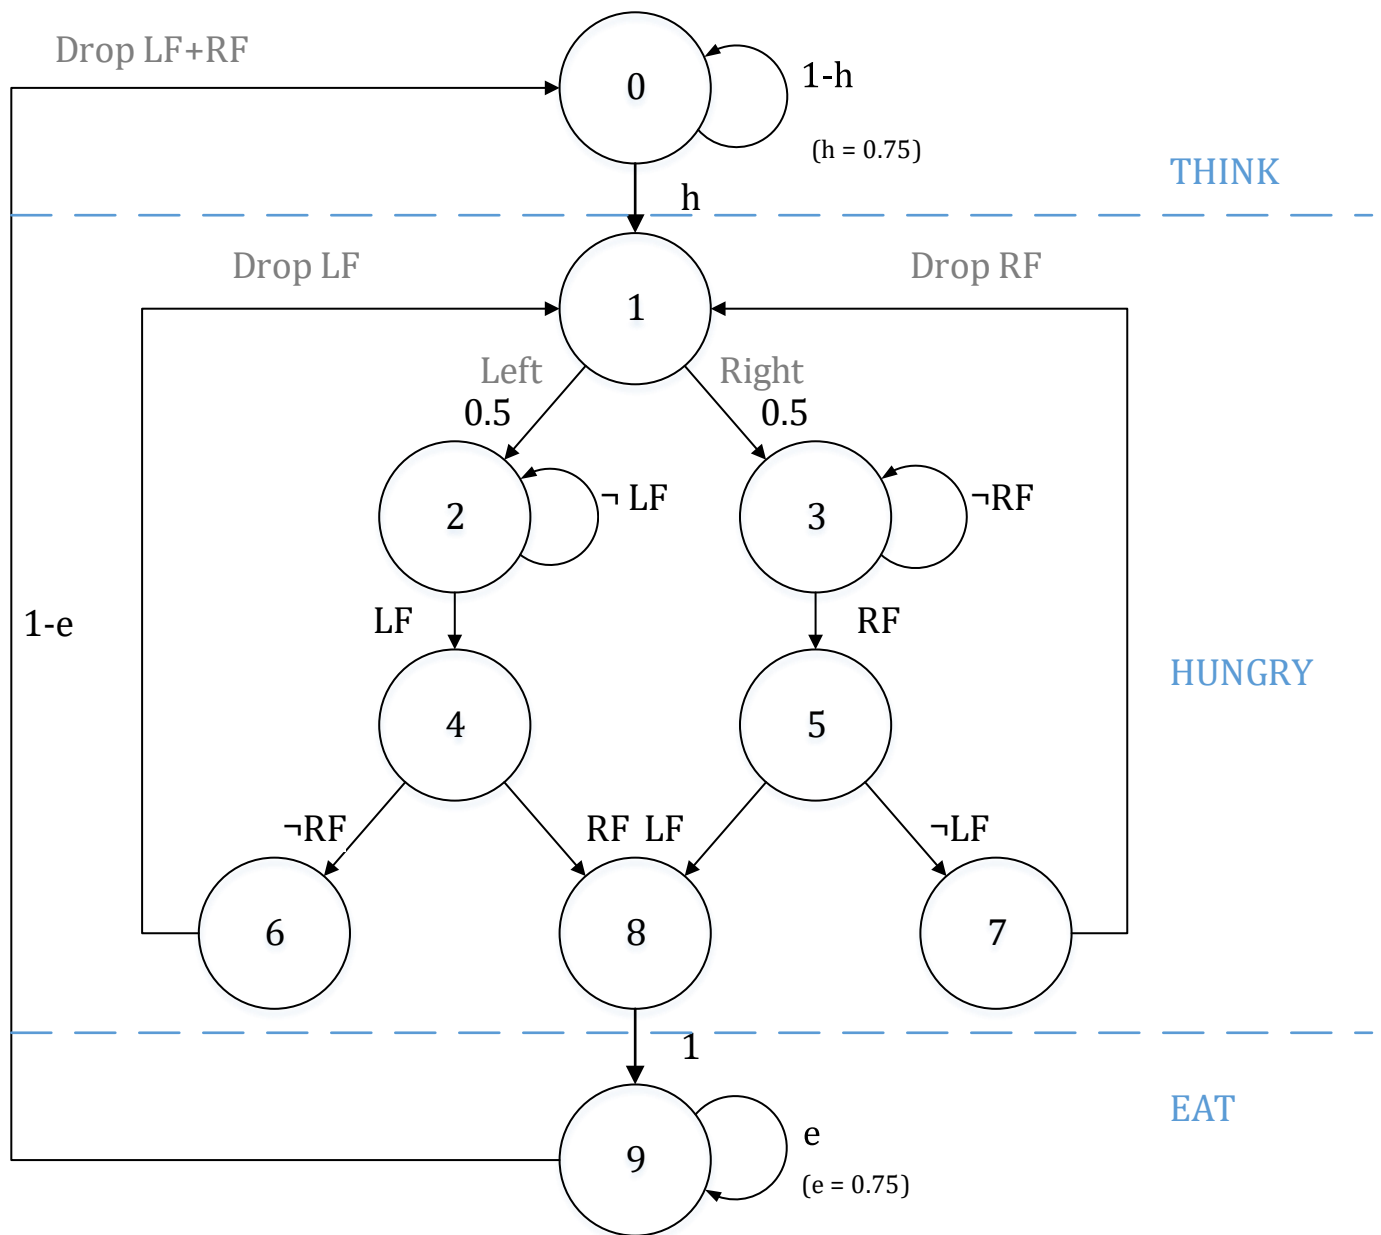 Drop LF+RF
0
1-h
(h = 0.75)
THINK
h
Drop LF
Drop RF
1
Left
Right
0.5
0.5
2
¬ LF
3
¬RF
LF
RF
1-e
HUNGRY
4
5
¬RF
RF LF
¬LF
6
8
7
1
EAT
9
e
(e = 0.75)